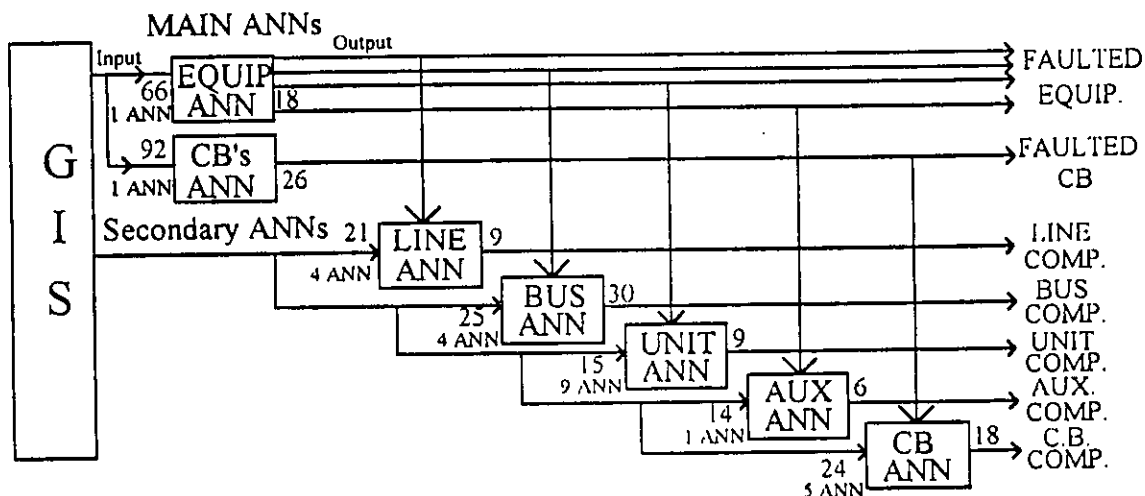 MAIN ANNs
Input
Output
GIS
EQUIP ANN
66
1 ANN
18
FAULTED
EQUIP.
92
1 ANN
CB's
ANN
26
FAULTED
CB
Secondary ANNs
21
4 ANN
LINE
ANN
9
LINE
COMP.
25
4 ANN
BUS
ANN
30
BUS
COMP.
15
9 ANN
UNIT
ANN
9
UNIT
COMP.
14
1 ANN
AUX
ANN
6
AUX.
COMP.
24
5 ANN
CB
ANN
18
C.B.
COMP.